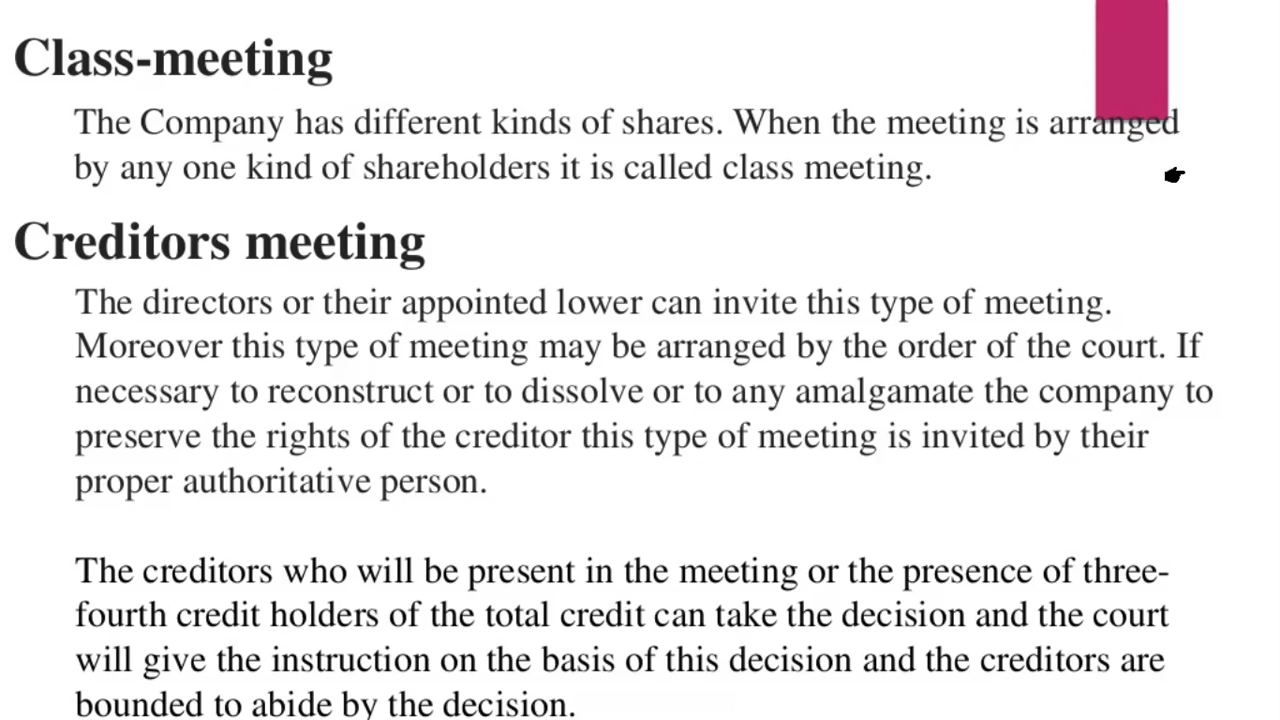 Class-meeting
The Company has different kinds of shares. When the meeting is arranged
by any one kind of shareholders it is called class meeting.
Creditors meeting
The directors or their appointed lower can invite this type of meeting.
Moreover this type of meeting may be arranged by the order of the court. If
necessary to reconstruct or to dissolve or to any amalgamate the company to
preserve the rights of the creditor this type of meeting is invited by their
proper authoritative person.
The creditors who will be present in the meeting or the presence of three-
fourth credit holders of the total credit can take the decision and the court
will give the instruction on the basis of this decision and the creditors are
bounded to abide by the decision.